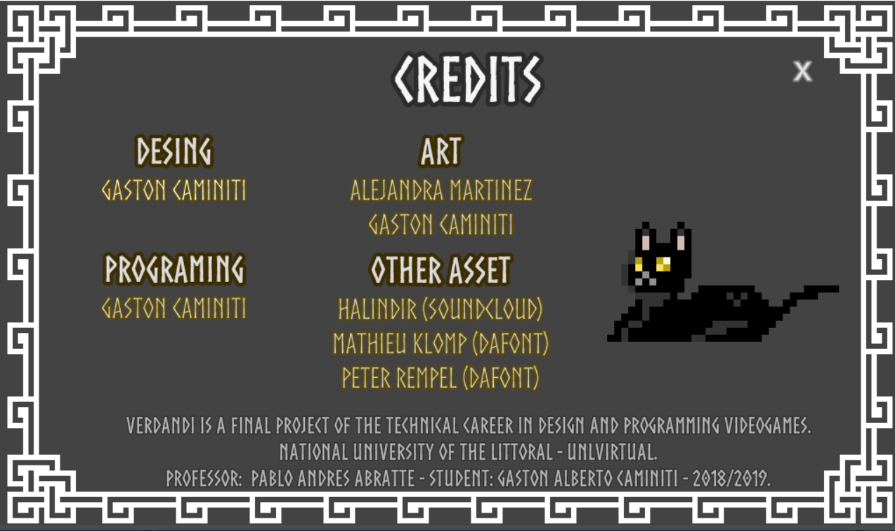 CREDITS
X
DESING
GASTON CAMINITI
ART
ALEJANDRA MARTINEZ
GASTON CAMINITI
PROGRAMING
GASTON CAMINITI
OTHER ASSET
HALINDIR (SOUNDCLOUD)
MATHIEU KLOMP (DAFONT)
PETER REMPEL (DAFONT)
VERDANDI IS A FINAL PROJECT OF THE TECHNICAL CAREER IN DESIGN AND PROGRAMMING VIDEOGAMES.
NATIONAL UNIVERSITY OF THE LITTORAL - UNLVIRTUAL.
PROFESSOR: PABLO ANDRES ABRATTE - STUDENT: GASTON ALBERTO CAMINITI - 2018/2019.